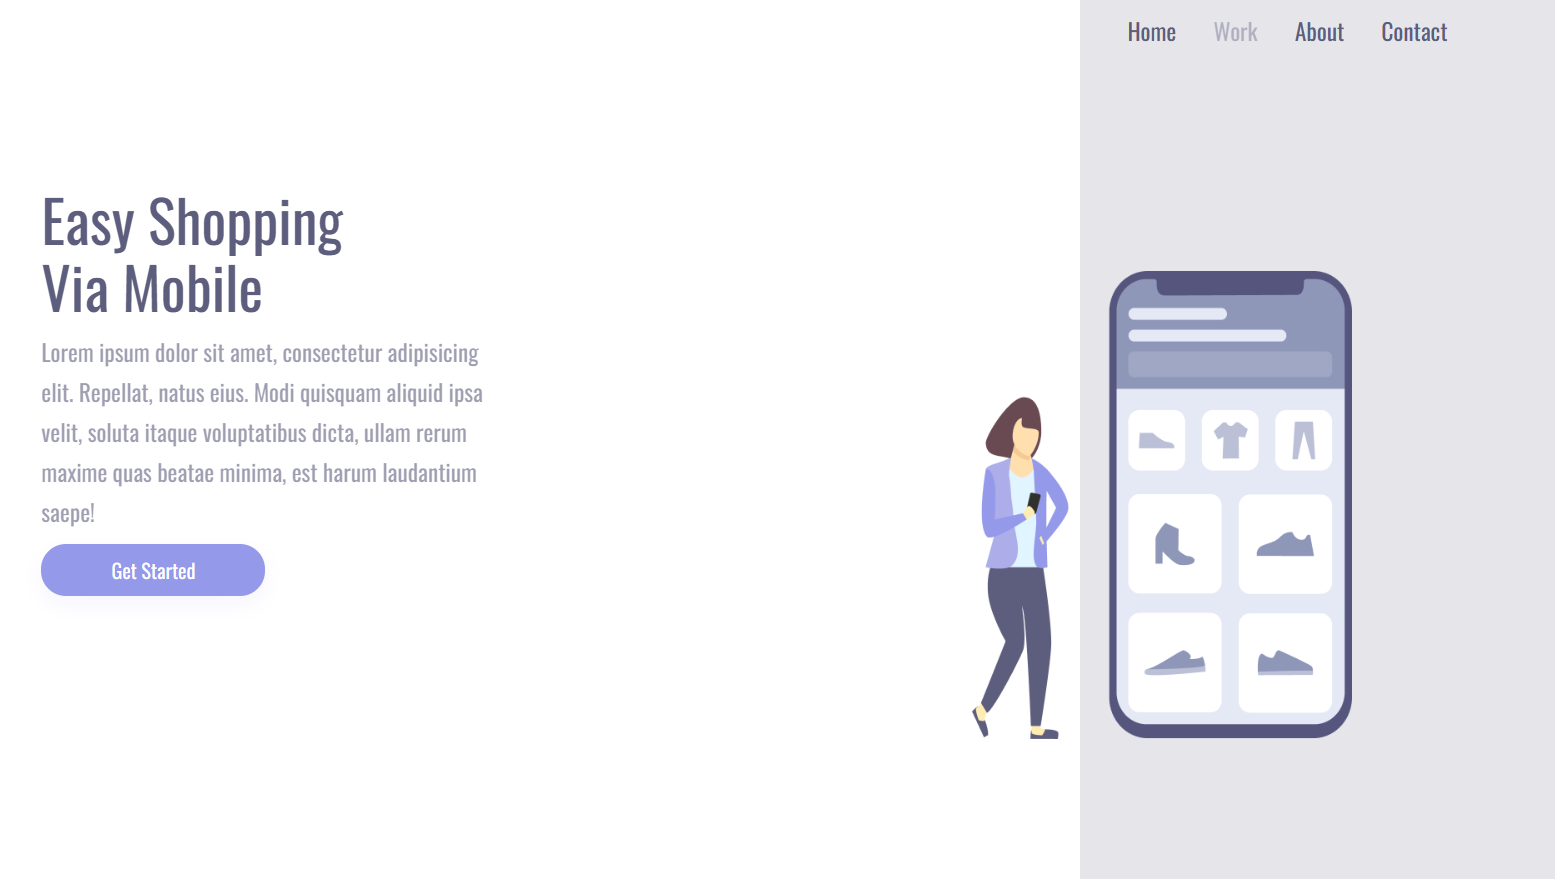 Home Work About Contact
Easy Shopping
Via Mobile
Lorem ipsum dolor sit amet, consectetur adipisicing
elit. Repellat, natus eius. Modi quisquam aliquid ipsa
velit, soluta itaque voluptatibus dicta, ullam rerum
maxime quas beatae minima, est harum laudantium
saepe!
Get Started